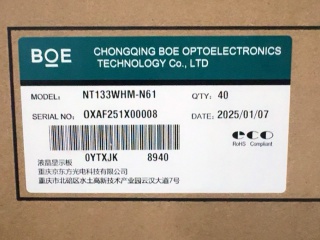 BOE
CHONGQING BOE OPTOELECTRONICS
TECHNOLOGY Co., LTD
MODEL: NT133WHM-N61 Q'TY: 40
SERIAL NO: OXAF251X00008 DATE: 2025/01/07
eco
RoHS Compliant
0YTXJK 8940
液晶显示板
重庆京东方光电科技有限公司
重庆市北碚区水土高新技术产业园云汉大道7号